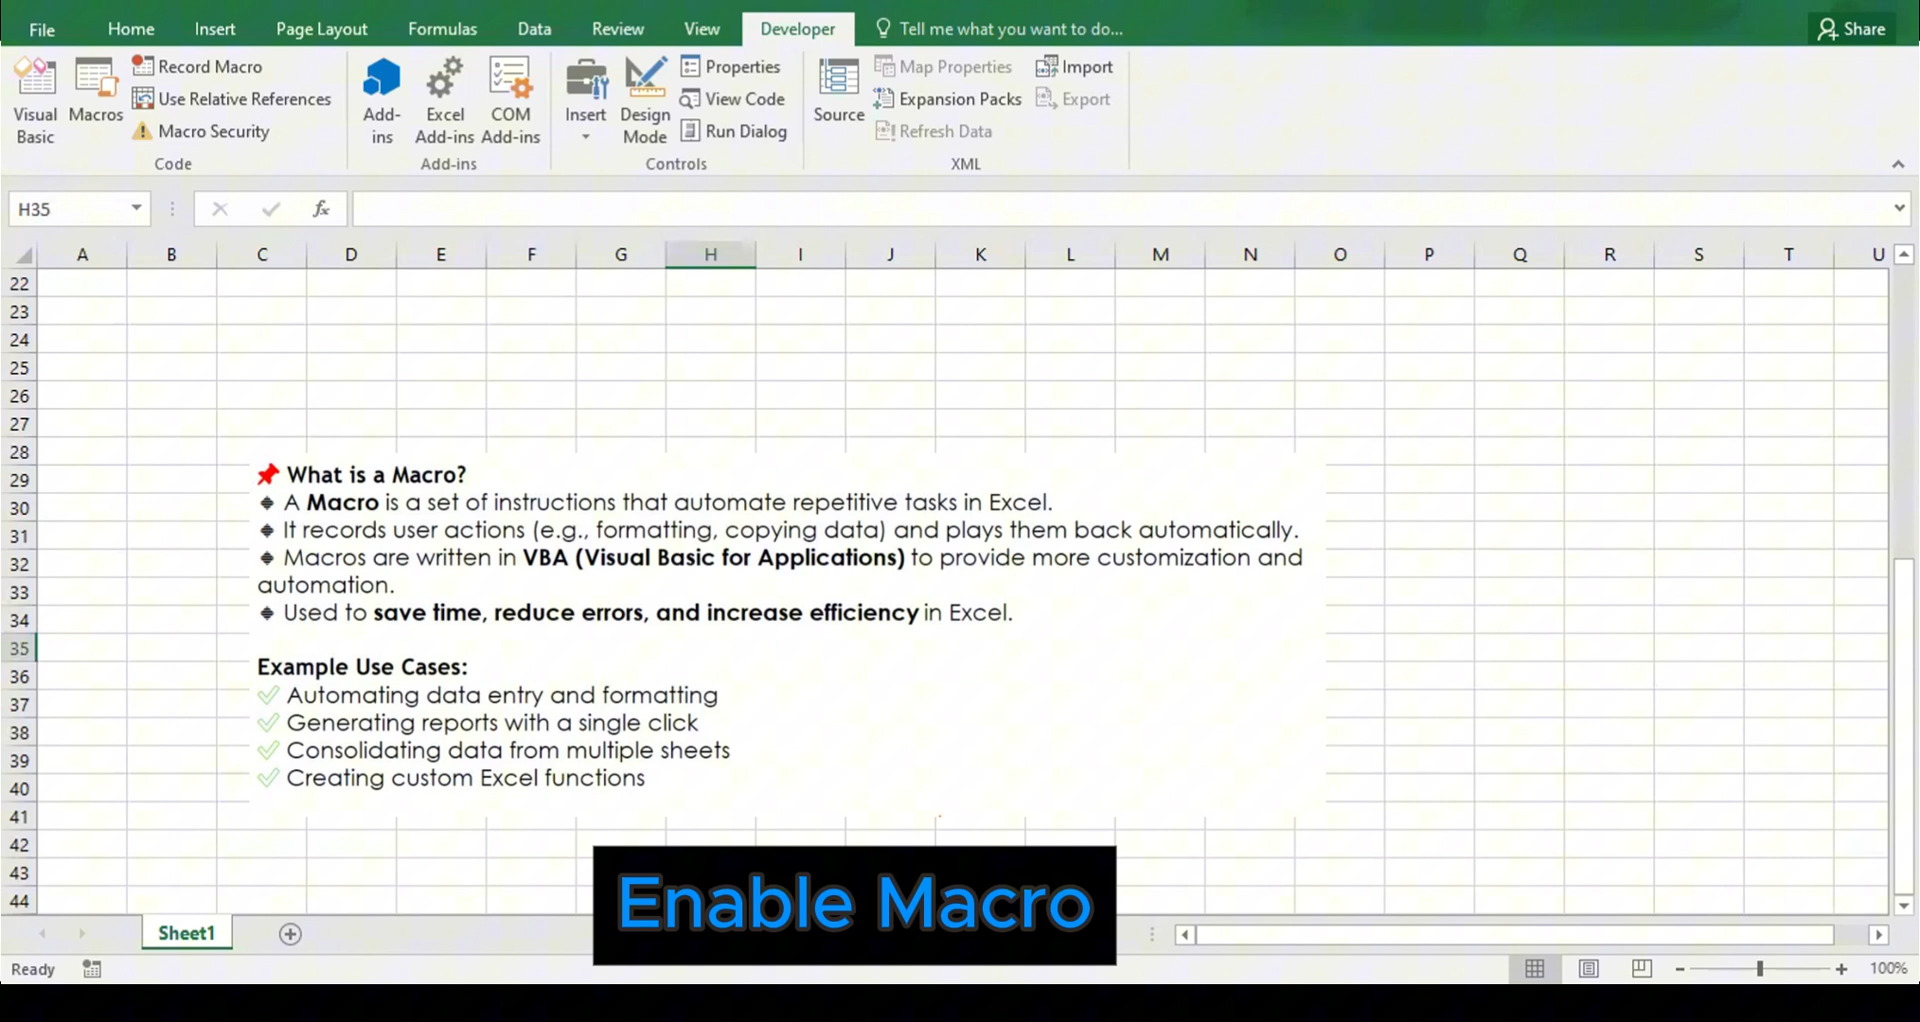 File Home Insert Page Layout Formulas Data Review View Developer Tell me what you want to do... Share
Visual Basic
Macros
Record Macro
Use Relative References
Macro Security
Code
Add-ins
Excel Add-ins
COM Add-ins
Add-ins
Insert
Design Mode
Properties
View Code
Run Dialog
Controls
Source
Map Properties
Expansion Packs
Refresh Data
Import
Export
XML
H35 fx
A B C D E F G H I J K L M N O P Q R S T U
22
23
24
25
26
27
28
29
30
31
32
33
34
35
36
37
38
39
40
41
42
43
44
What is a Macro?
A Macro is a set of instructions that automate repetitive tasks in Excel.
It records user actions (e.g., formatting, copying data) and plays them back automatically.
Macros are written in VBA (Visual Basic for Applications) to provide more customization and
automation.
Used to save time, reduce errors, and increase efficiency in Excel.
Example Use Cases:
Automating data entry and formatting
Generating reports with a single click
Consolidating data from multiple sheets
Creating custom Excel functions
Enable Macro
Sheet1
Ready 100%